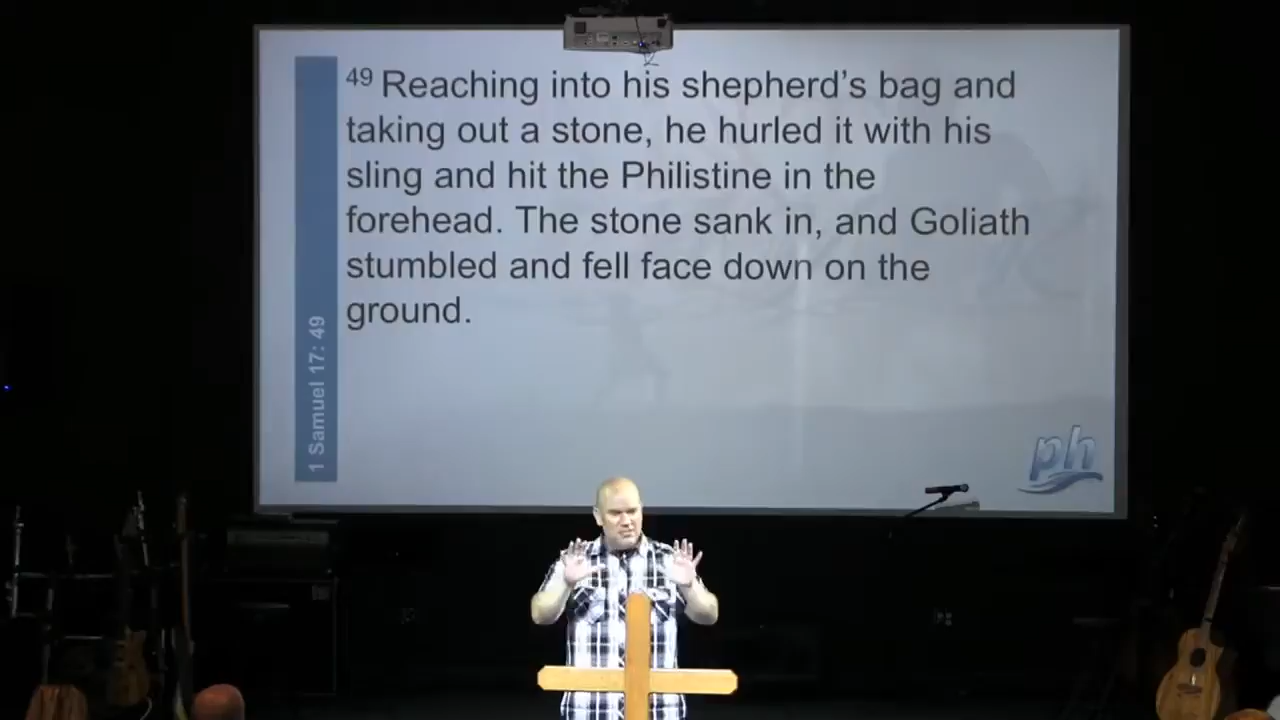 49 Reaching into his shepherd's bag and
taking out a stone, he hurled it with his
sling and hit the Philistine in the
forehead. The stone sank in, and Goliath
stumbled and fell face down on the
ground.
1 Samuel 17: 49
ph